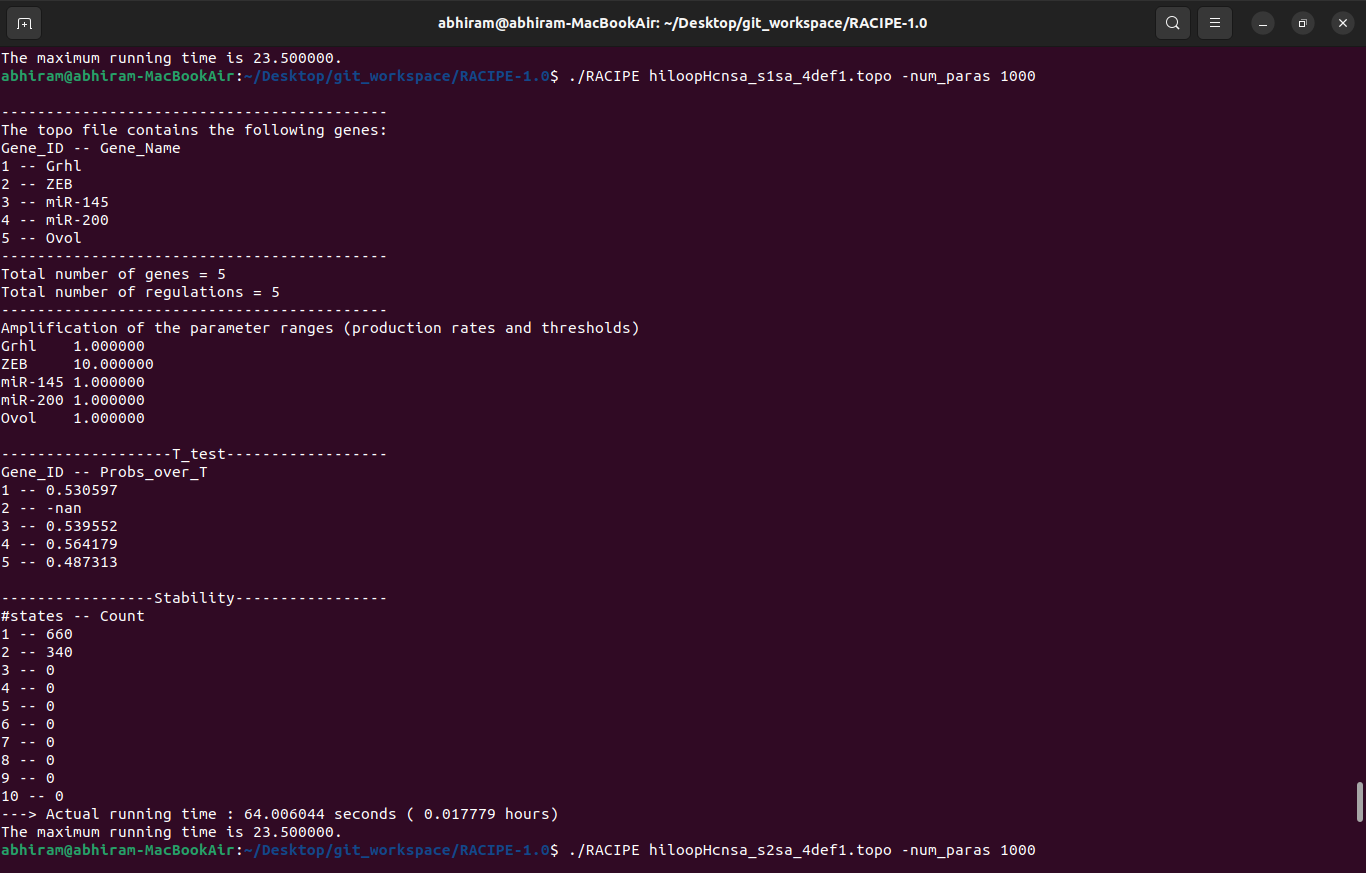 abhiram@abhiram-MacBookAir: ~/Desktop/git_workspace/RACIPE-1.0
The maximum running time is 23.500000.
abhiram@abhiram-MacBookAir:~/Desktop/git_workspace/RACIPE-1.0$ ./RACIPE hiloopHcnsa_s1sa_4def1.topo -num_paras 1000
-------------------------------------------
The topo file contains the following genes:
Gene_ID -- Gene_Name
1 -- Grhl
2 -- ZEB
3 -- miR-145
4 -- miR-200
5 -- Ovol
-------------------------------------------
Total number of genes = 5
Total number of regulations = 5
-------------------------------------------
Amplification of the parameter ranges (production rates and thresholds)
Grhl    1.000000
ZEB     10.000000
miR-145 1.000000
miR-200 1.000000
Ovol    1.000000
-------------------T_test------------------
Gene_ID -- Probs_over_T
1 -- 0.530597
2 -- -nan
3 -- 0.539552
4 -- 0.564179
5 -- 0.487313
-----------------Stability-----------------
#states -- Count
1 -- 660
2 -- 340
3 -- 0
4 -- 0
5 -- 0
6 -- 0
7 -- 0
8 -- 0
9 -- 0
10 -- 0
---> Actual running time : 64.006044 seconds ( 0.017779 hours)
The maximum running time is 23.500000.
abhiram@abhiram-MacBookAir:~/Desktop/git_workspace/RACIPE-1.0$ ./RACIPE hiloopHcnsa_s2sa_4def1.topo -num_paras 1000